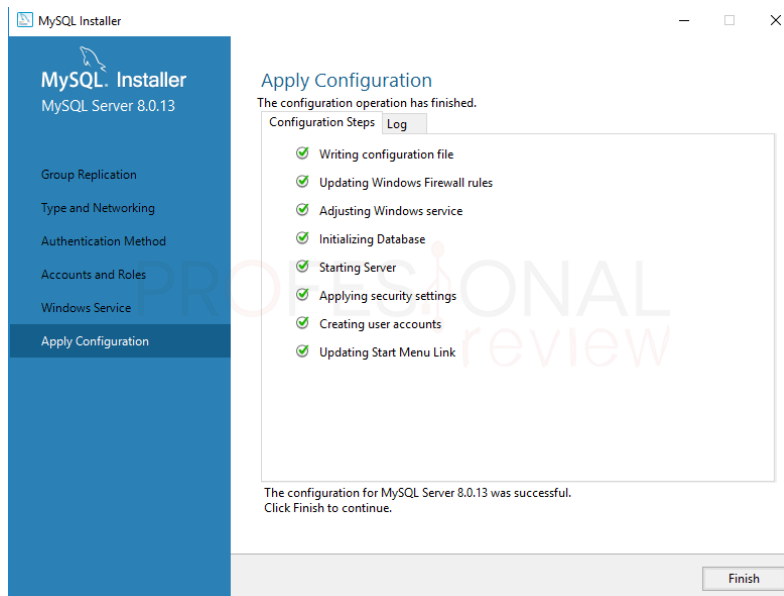 MySQL Installer
MySQL. Installer
MySQL Server 8.0.13
Group Replication
Type and Networking
Authentication Method
Accounts and Roles
Windows Service
Apply Configuration
Apply Configuration
The configuration operation has finished.
Configuration Steps Log
Writing configuration file
Updating Windows Firewall rules
Adjusting Windows service
Initializing Database
Starting Server
Applying security settings
Creating user accounts
Updating Start Menu Link
PROFESIONAL
review
The configuration for MySQL Server 8.0.13 was successful.
Click Finish to continue.
Finish